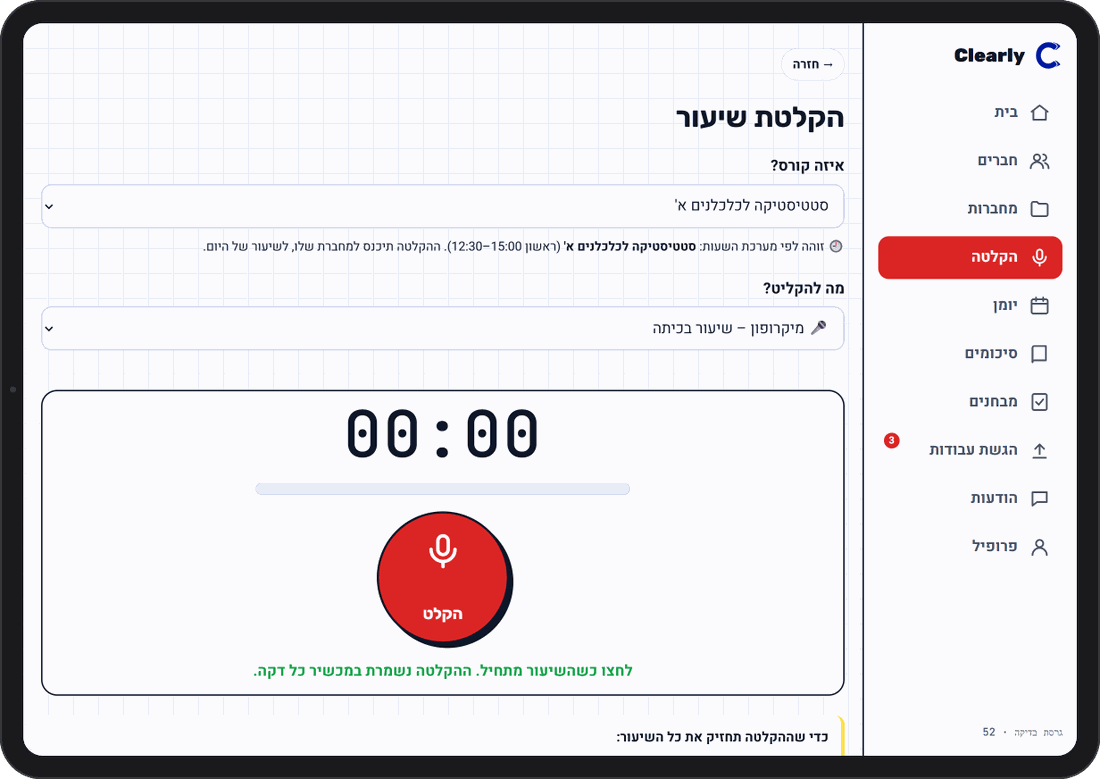 Clearly
בית
חברים
מחברות
הקלטה
יומן
סיכומים
מבחנים
הגשת עבודות
3
הודעות
פרופיל
גרסת בדיקה · 52
→ חזרה
הקלטת שיעור
איזה קורס?
סטטיסטיקה לכלכלנים א'
זוהה לפי מערכת השעות: סטטיסטיקה לכלכלנים א' (ראשון 12:30–15:00). ההקלטה תיכנס למחברת שלו, לשיעור של היום.
מה להקליט?
מיקרופון – שיעור בכיתה
00:00
הקלט
לחצו כשהשיעור מתחיל. ההקלטה נשמרת במכשיר כל דקה.
כדי שההקלטה תחזיק את כל השיעור: